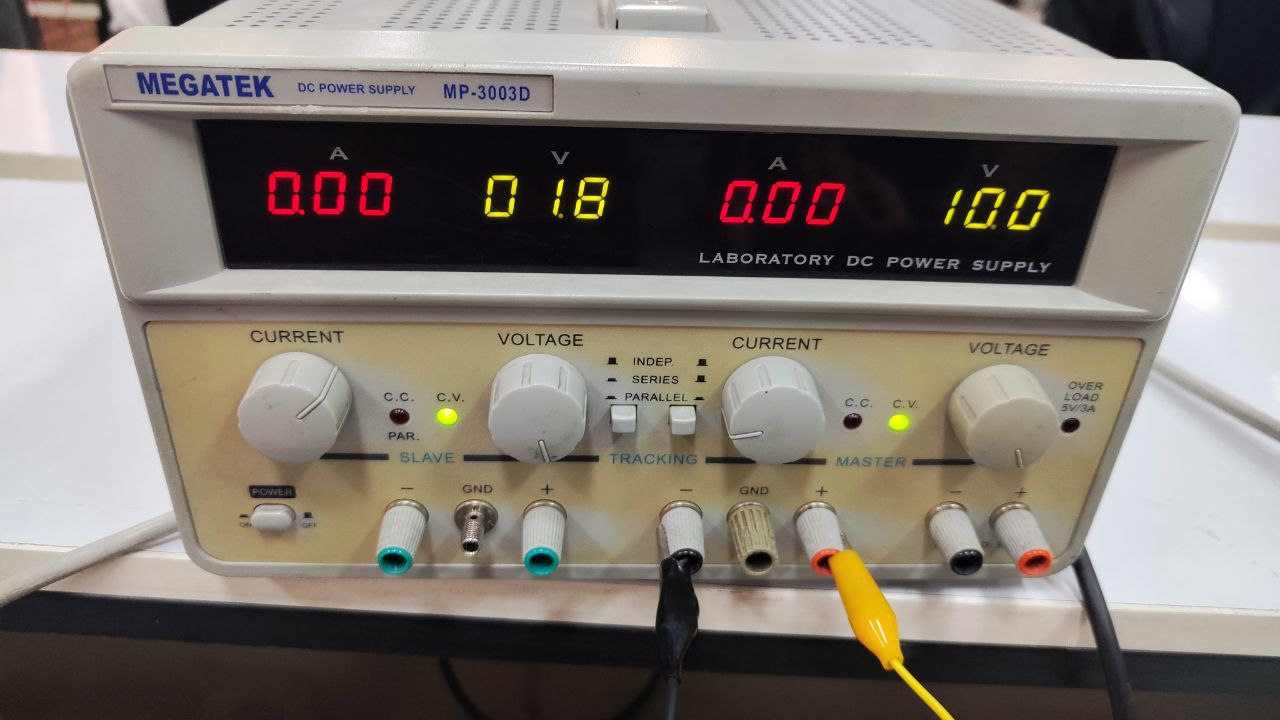 MEGATEK DC POWER SUPPLY MP-3003D
A V A V
0.00 01.8 0.00 10.0
LABORATORY DC POWER SUPPLY
CURRENT VOLTAGE CURRENT VOLTAGE
INDEP.
SERIES
PARALLEL
C.C. C.V.
PAR.
C.C. C.V.
OVER
LOAD
5V/3A
SLAVE TRACKING MASTER
POWER
ON OFF
− GND + − GND + − +